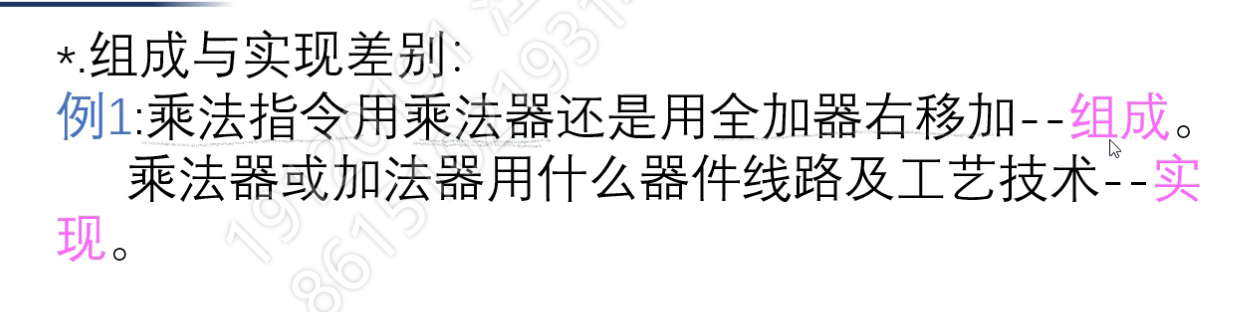 *.组成与实现差别：
例1:乘法指令用乘法器还是用全加器右移加--组成。
乘法器或加法器用什么器件线路及工艺技术--实
现。